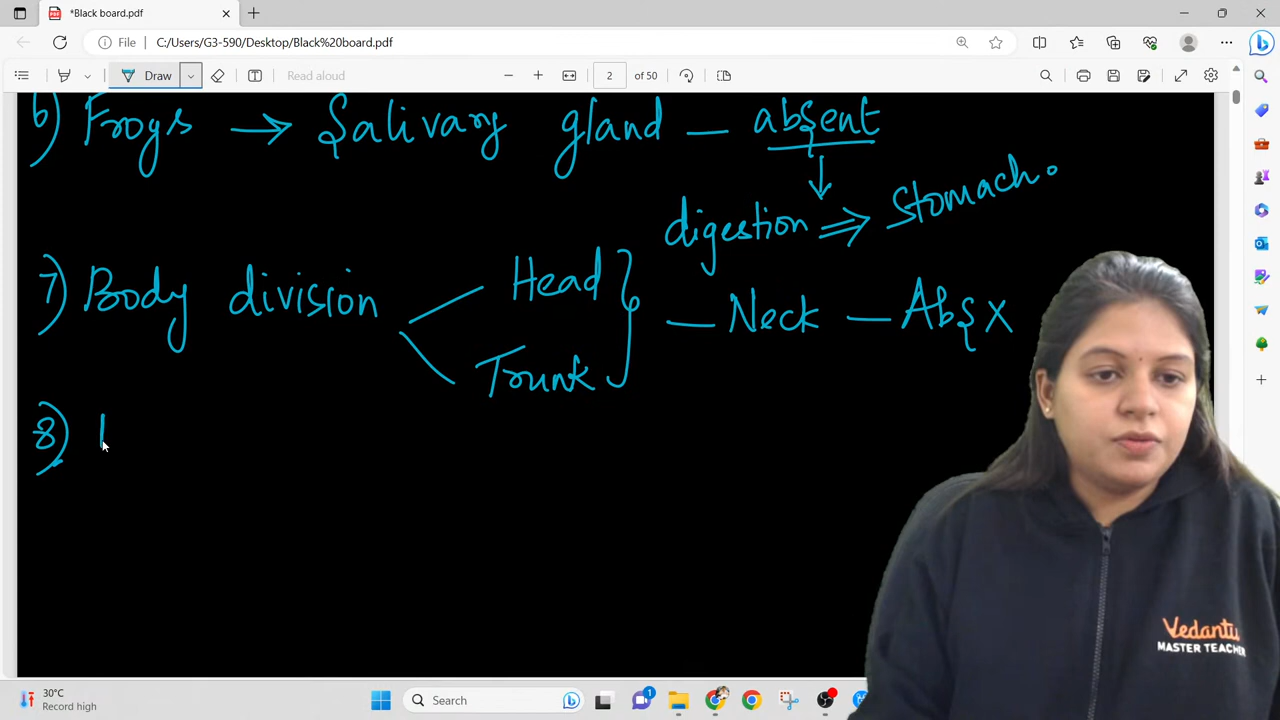 *Black board.pdf
File C:/Users/G3-590/Desktop/Black%20board.pdf
Draw Read aloud 2 of 50
6) Frogs → Salivary gland — absent
digestion ⇒ Stomach.
7) Body division Head } — Neck — Abs X
Trunk
8) I
Vedantu
MASTER TEACHER
30°C
Record high
Search
1